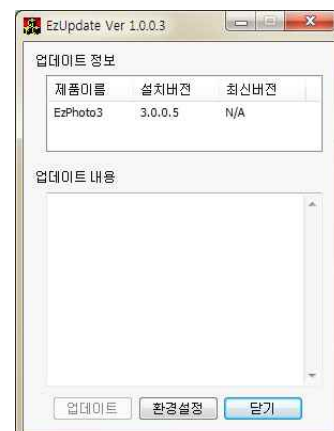 EzUpdate Ver 1.0.0.3
업데이트 정보
제품이름 설치버전 최신버전
EzPhoto3 3.0.0.5 N/A
업데이트 내용
업데이트 환경설정 닫기